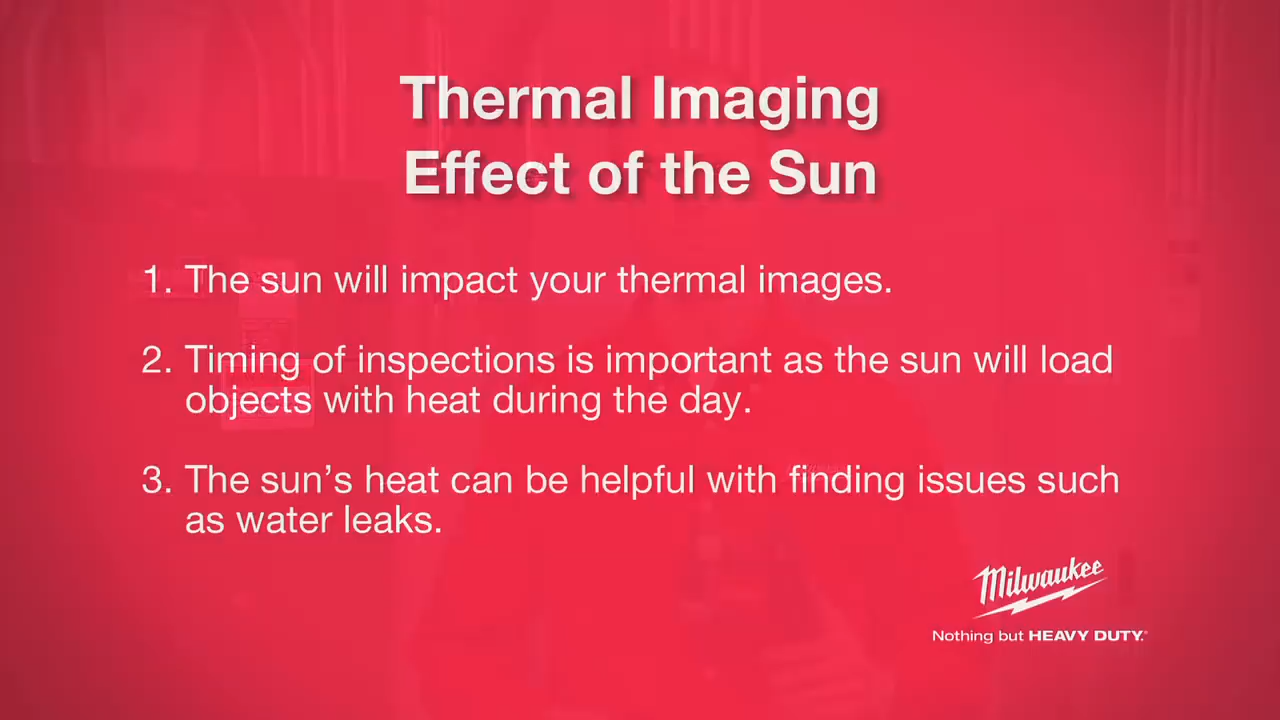 Thermal Imaging
Effect of the Sun
1. The sun will impact your thermal images.
2. Timing of inspections is important as the sun will load
objects with heat during the day.
3. The sun’s heat can be helpful with finding issues such
as water leaks.
Milwaukee
Nothing but HEAVY DUTY.®